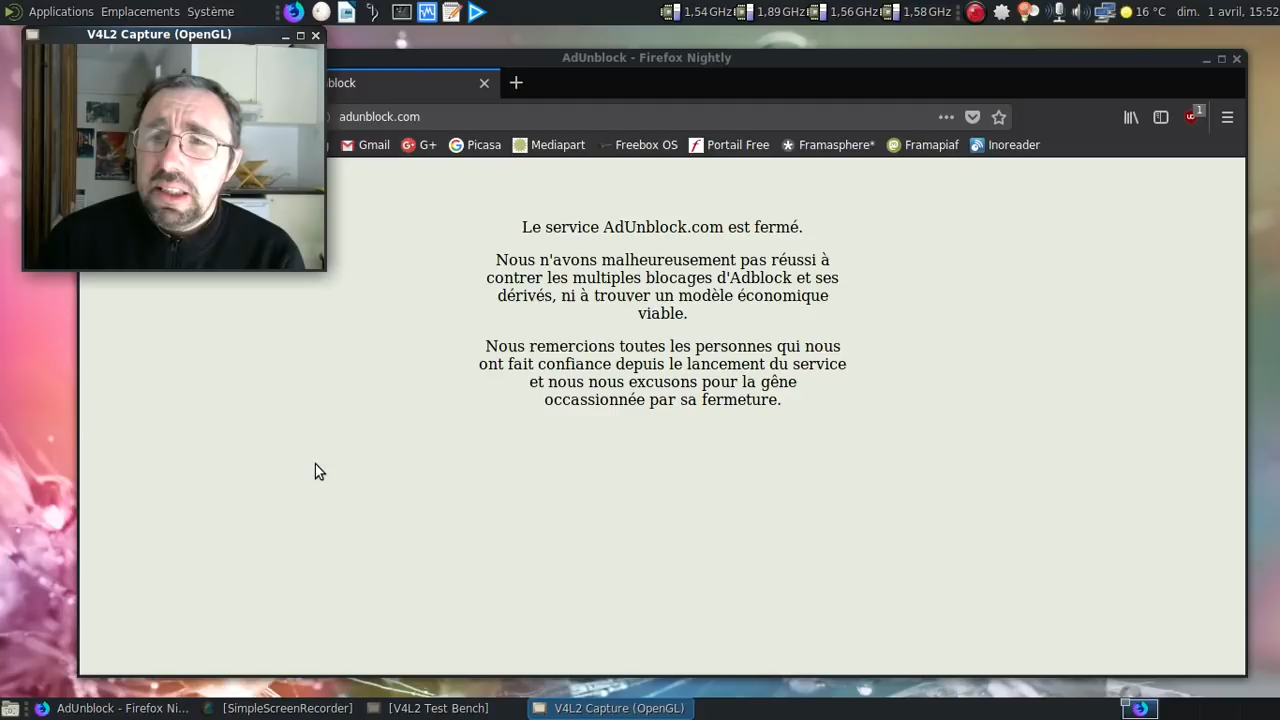 Applications Emplacements Système
1,54 GHz 1,89 GHz 1,56 GHz 1,58 GHz 16 °C dim. 1 avril, 15:52
V4L2 Capture (OpenGL)
AdUnblock - Firefox Nightly
block
adunblock.com
1
Gmail G+ Picasa Mediapart Freebox OS Portail Free Framasphere* Framapiaf Inoreader
Le service AdUnblock.com est fermé.
Nous n'avons malheureusement pas réussi à
contrer les multiples blocages d'Adblock et ses
dérivés, ni à trouver un modèle économique
viable.
Nous remercions toutes les personnes qui nous
ont fait confiance depuis le lancement du service
et nous nous excusons pour la gêne
occassionnée par sa fermeture.
AdUnblock - Firefox Ni... [SimpleScreenRecorder] [V4L2 Test Bench] V4L2 Capture (OpenGL)